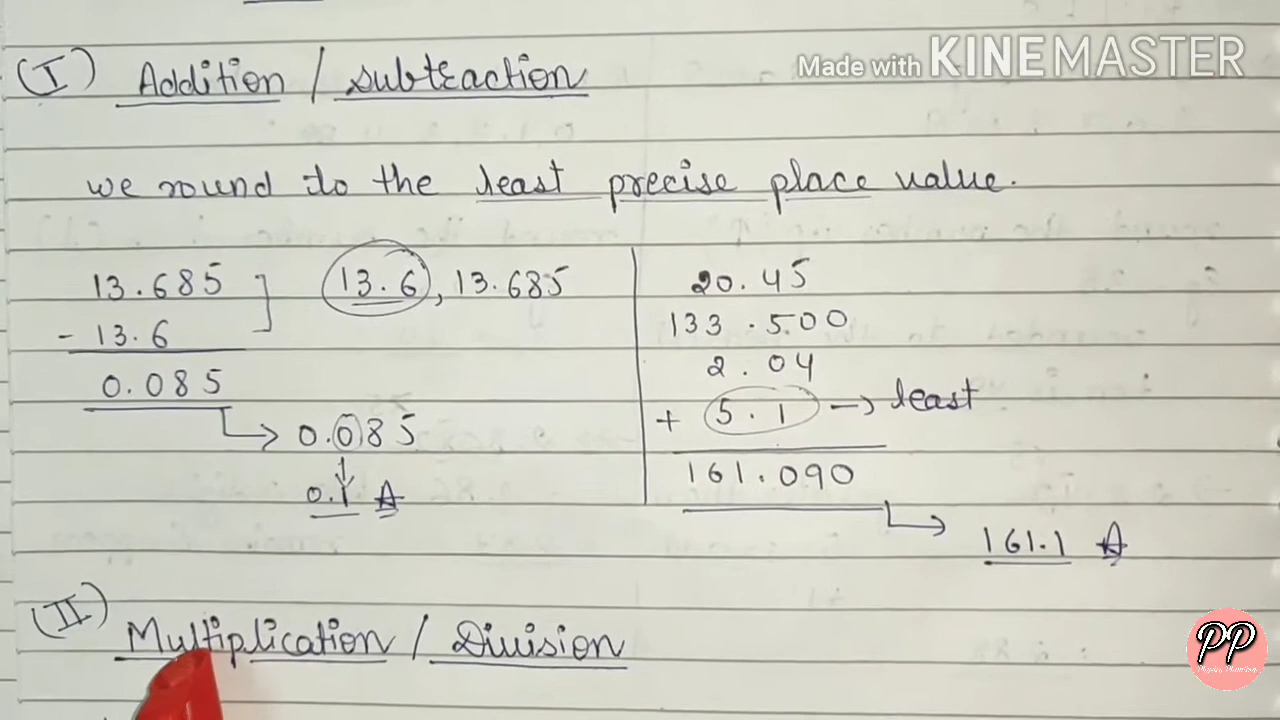 Made with KINEMASTER
(I) Addition / Subtraction
we round to the least precise place value.
13.685
- 13.6
0.085
13.6, 13.685
0.085
0.1 A
20.45
133.500
2.04
+ 5.1 → least
161.090
161.1 A
(II) Multiplication / Division
PP